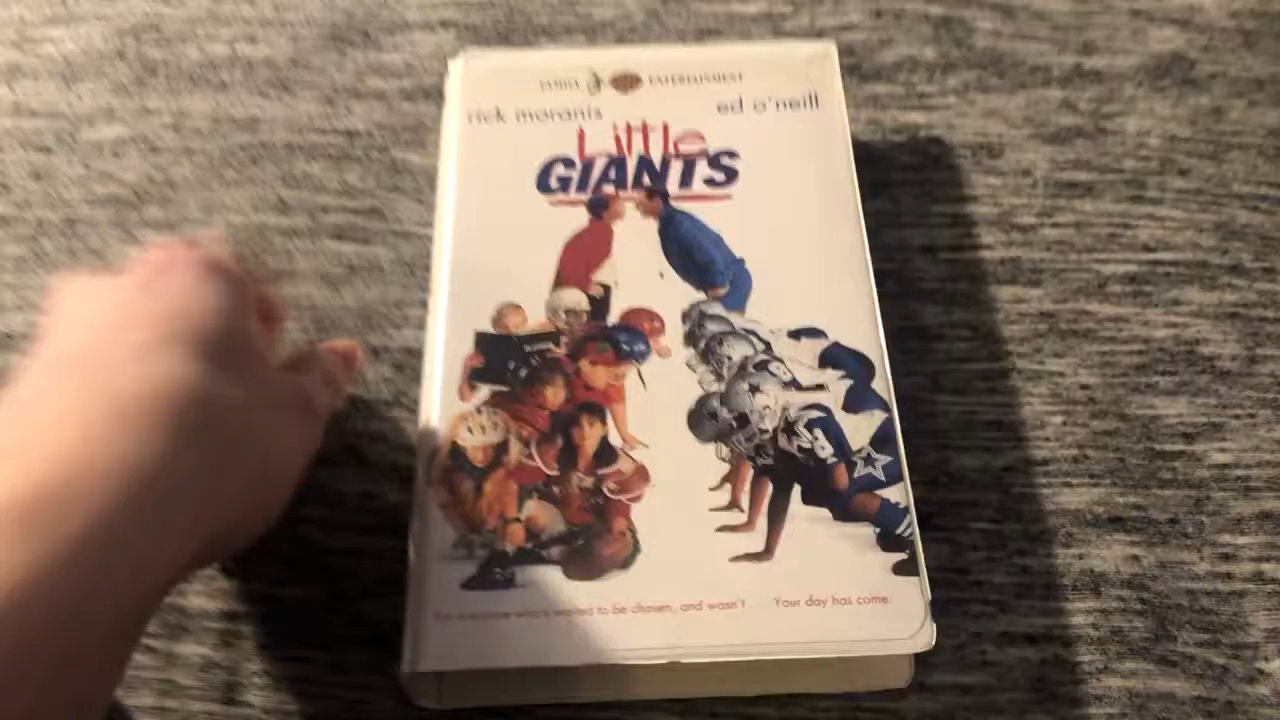 FAMILY ENTERTAINMENT
rick moranis ed o'neill
Little
GIANTS
to be chosen, and wasn't Your day has come.